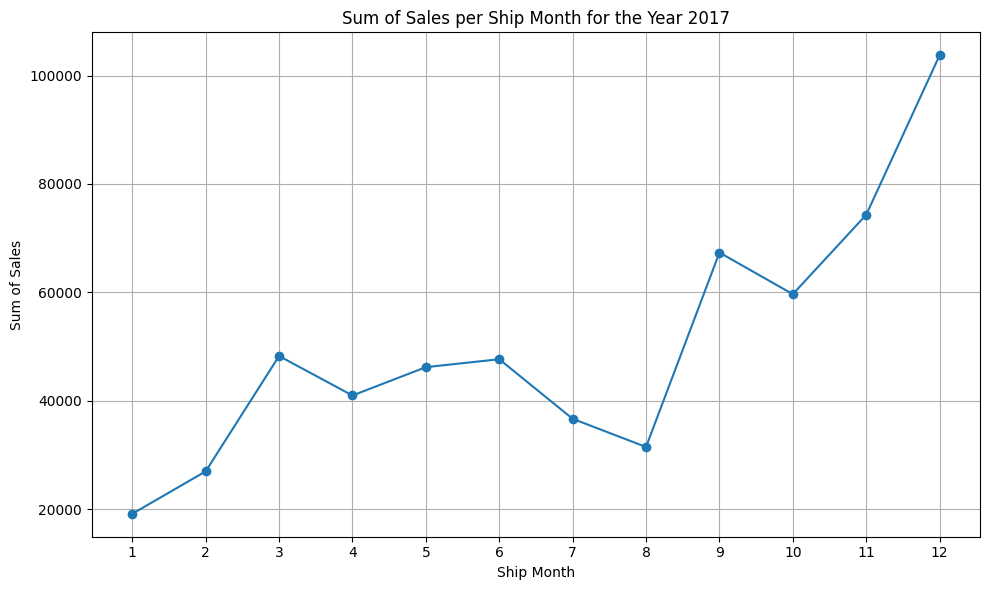 Sum of Sales per Ship Month for the Year 2017
100000
80000
60000
40000
20000
Sum of Sales
1 2 3 4 5 6 7 8 9 10 11 12
Ship Month